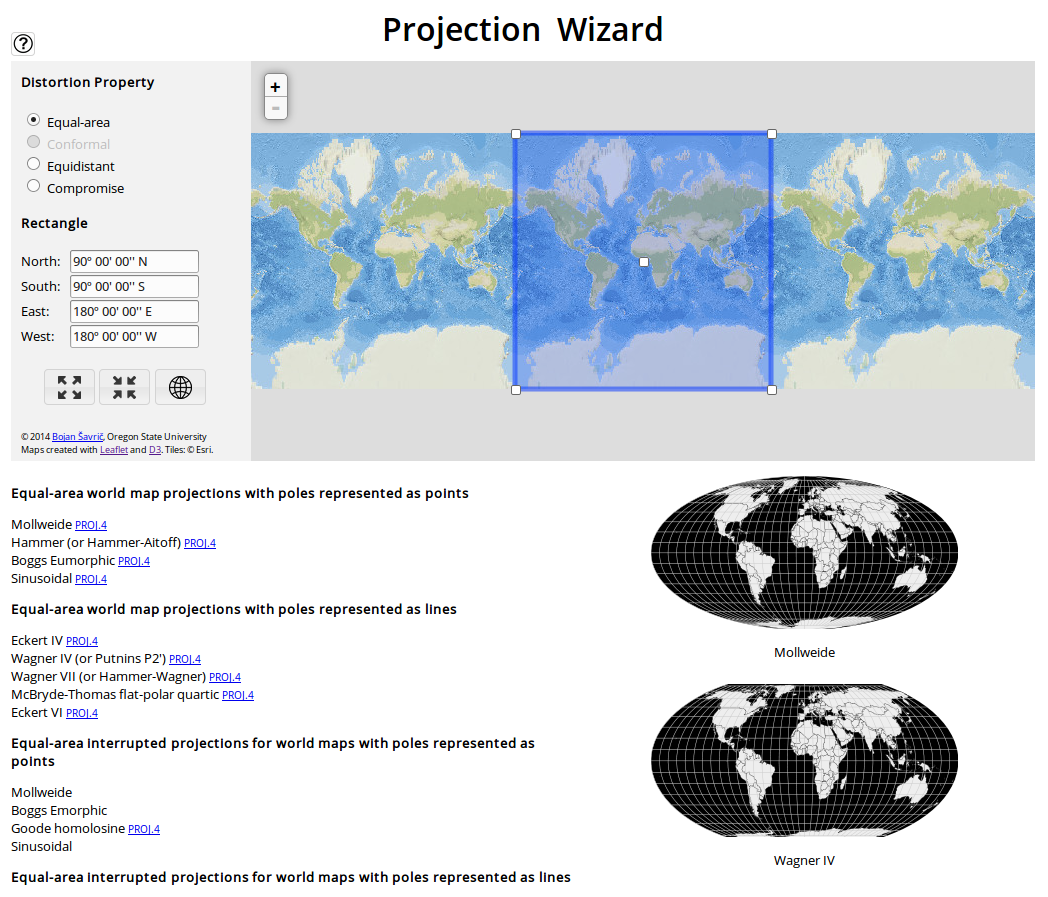 Projection Wizard
?
Distortion Property
Equal-area
Conformal
Equidistant
Compromise
Rectangle
North: 90° 00' 00'' N
South: 90° 00' 00'' S
East: 180° 00' 00'' E
West: 180° 00' 00'' W
© 2014 Bojan Šavrič, Oregon State University
Maps created with Leaflet and D3. Tiles: © Esri.
+
-
Equal-area world map projections with poles represented as points
Mollweide PROJ.4
Hammer (or Hammer-Aitoff) PROJ.4
Boggs Eumorphic PROJ.4
Sinusoidal PROJ.4
Equal-area world map projections with poles represented as lines
Eckert IV PROJ.4
Wagner IV (or Putnins P2') PROJ.4
Wagner VII (or Hammer-Wagner) PROJ.4
McBryde-Thomas flat-polar quartic PROJ.4
Eckert VI PROJ.4
Equal-area interrupted projections for world maps with poles represented as
points
Mollweide
Boggs Emorphic
Goode homolosine PROJ.4
Sinusoidal
Equal-area interrupted projections for world maps with poles represented as lines
Mollweide
Wagner IV